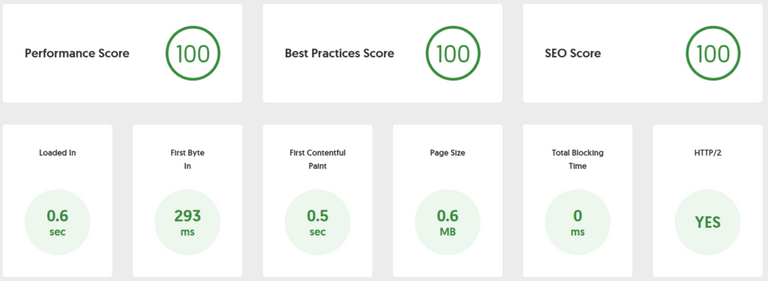 Performance Score
100
Best Practices Score
100
SEO Score
100
Loaded In
0.6
sec
First Byte
In
293
ms
First Contentful
Paint
0.5
sec
Page Size
0.6
MB
Total Blocking
Time
0
ms
HTTP/2
YES